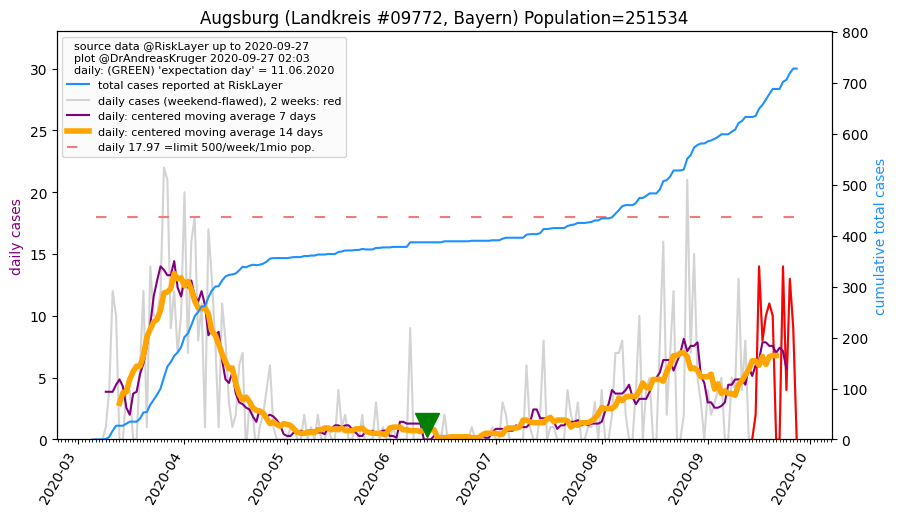 Augsburg (Landkreis #09772, Bayern) Population=251534
source data @RiskLayer up to 2020-09-27
plot @DrAndreasKruger 2020-09-27 02:03
daily: (GREEN) 'expectation day' = 11.06.2020
total cases reported at RiskLayer
daily cases (weekend-flawed), 2 weeks: red
daily: centered moving average 7 days
daily: centered moving average 14 days
daily 17.97 =limit 500/week/1mio pop.
daily cases
30
25
20
15
10
5
0
cumulative total cases
800
700
600
500
400
300
200
100
0
2020-03
2020-04
2020-05
2020-06
2020-07
2020-08
2020-09
2020-10